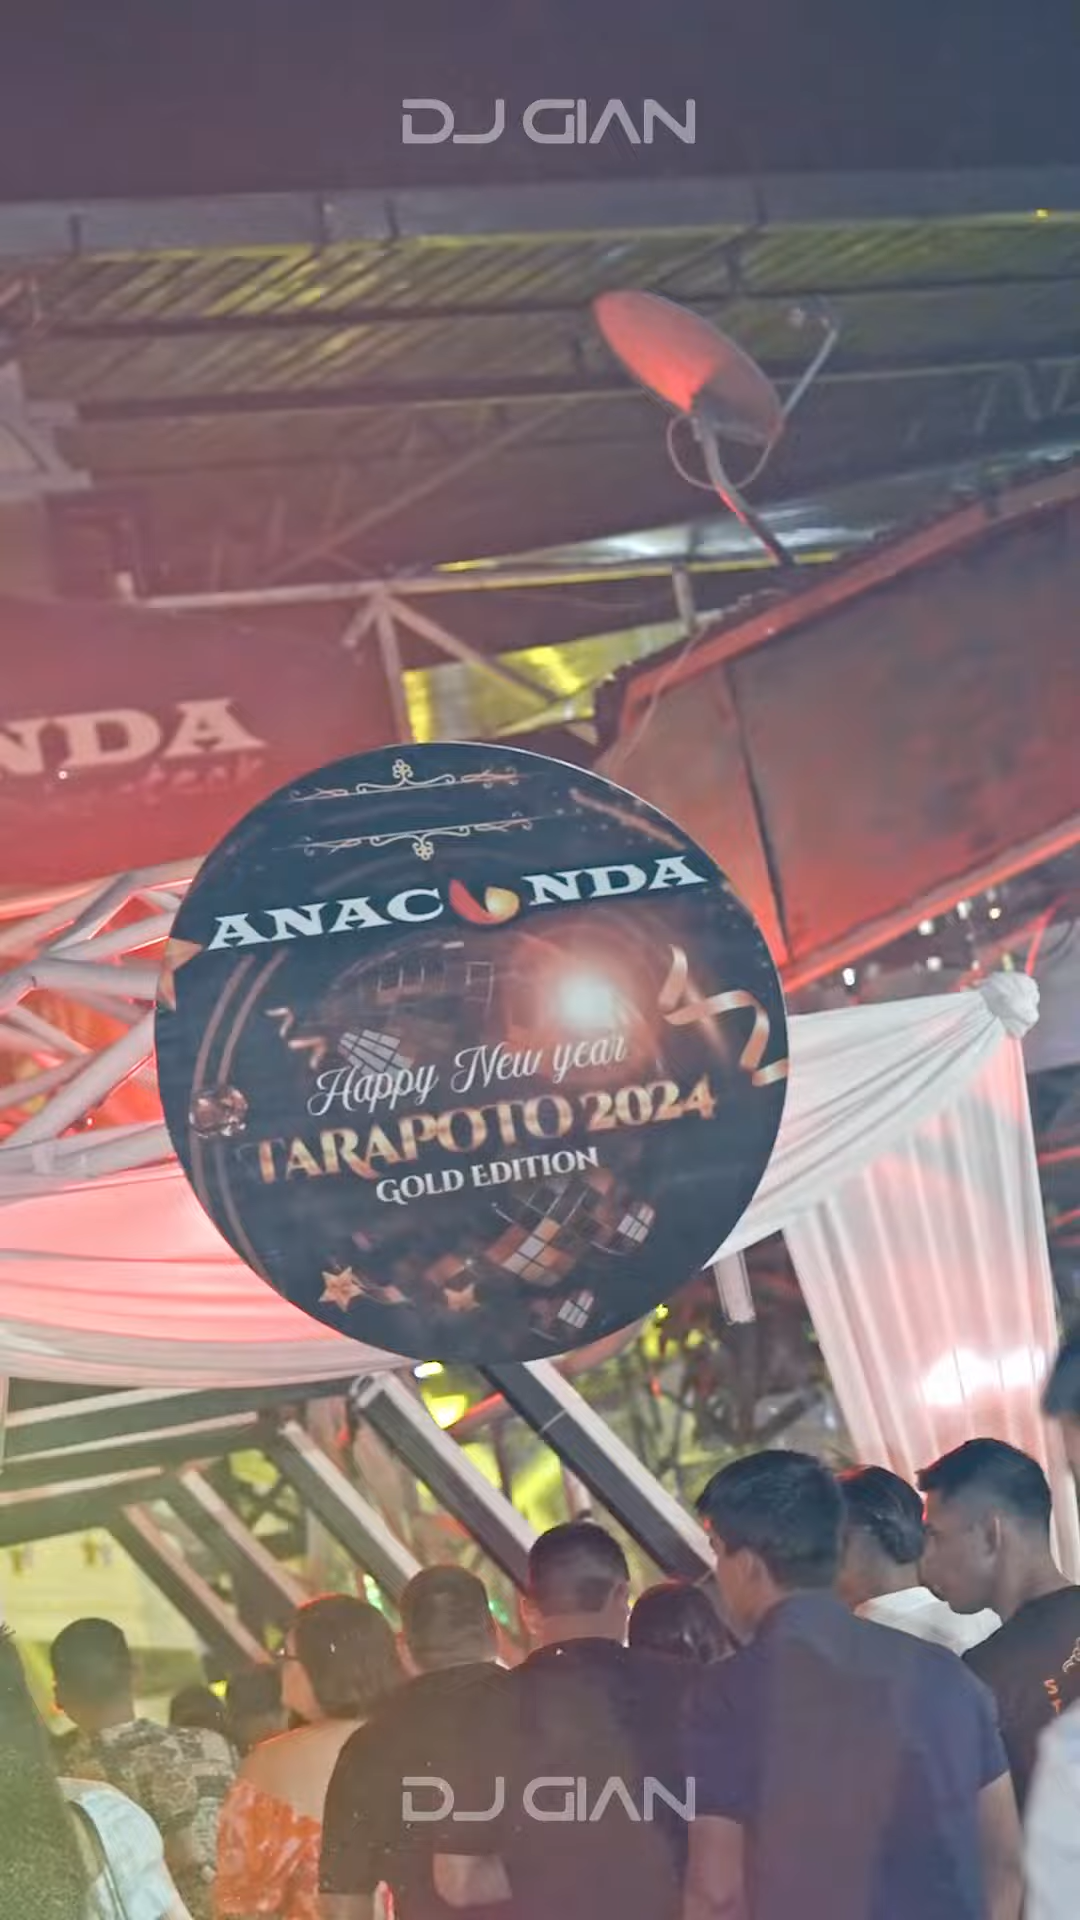 DJ GIAN
NDA
ANACONDA
Happy New year
TARAPOTO 2024
GOLD EDITION
DJ GIAN